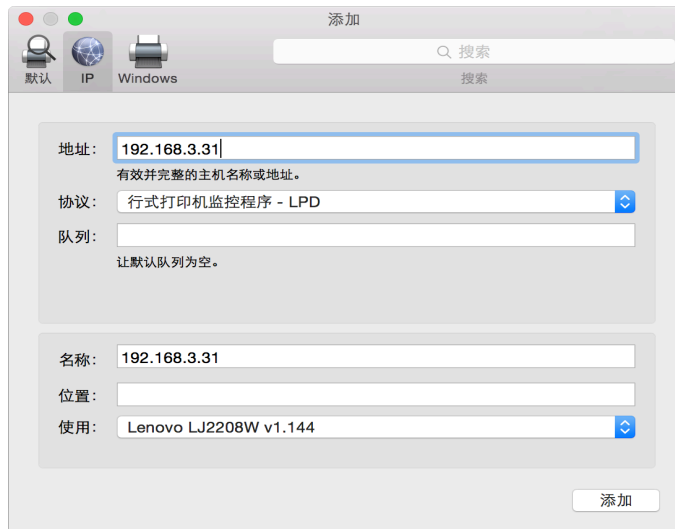 添加
搜索
默认 IP Windows 搜索
地址: 192.168.3.31
有效并完整的主机名称或地址。
协议: 行式打印机监控程序 - LPD
队列:
让默认队列为空。
名称: 192.168.3.31
位置:
使用: Lenovo LJ2208W v1.144
添加